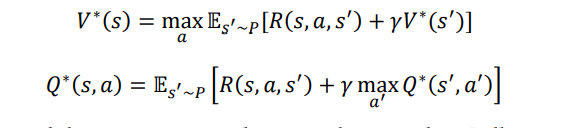 V*(s) = max_a 𝔼_{s'~P}[R(s, a, s') + γV*(s')]
Q*(s, a) = 𝔼_{s'~P}[R(s, a, s') + γ max_{a'} Q*(s', a')]